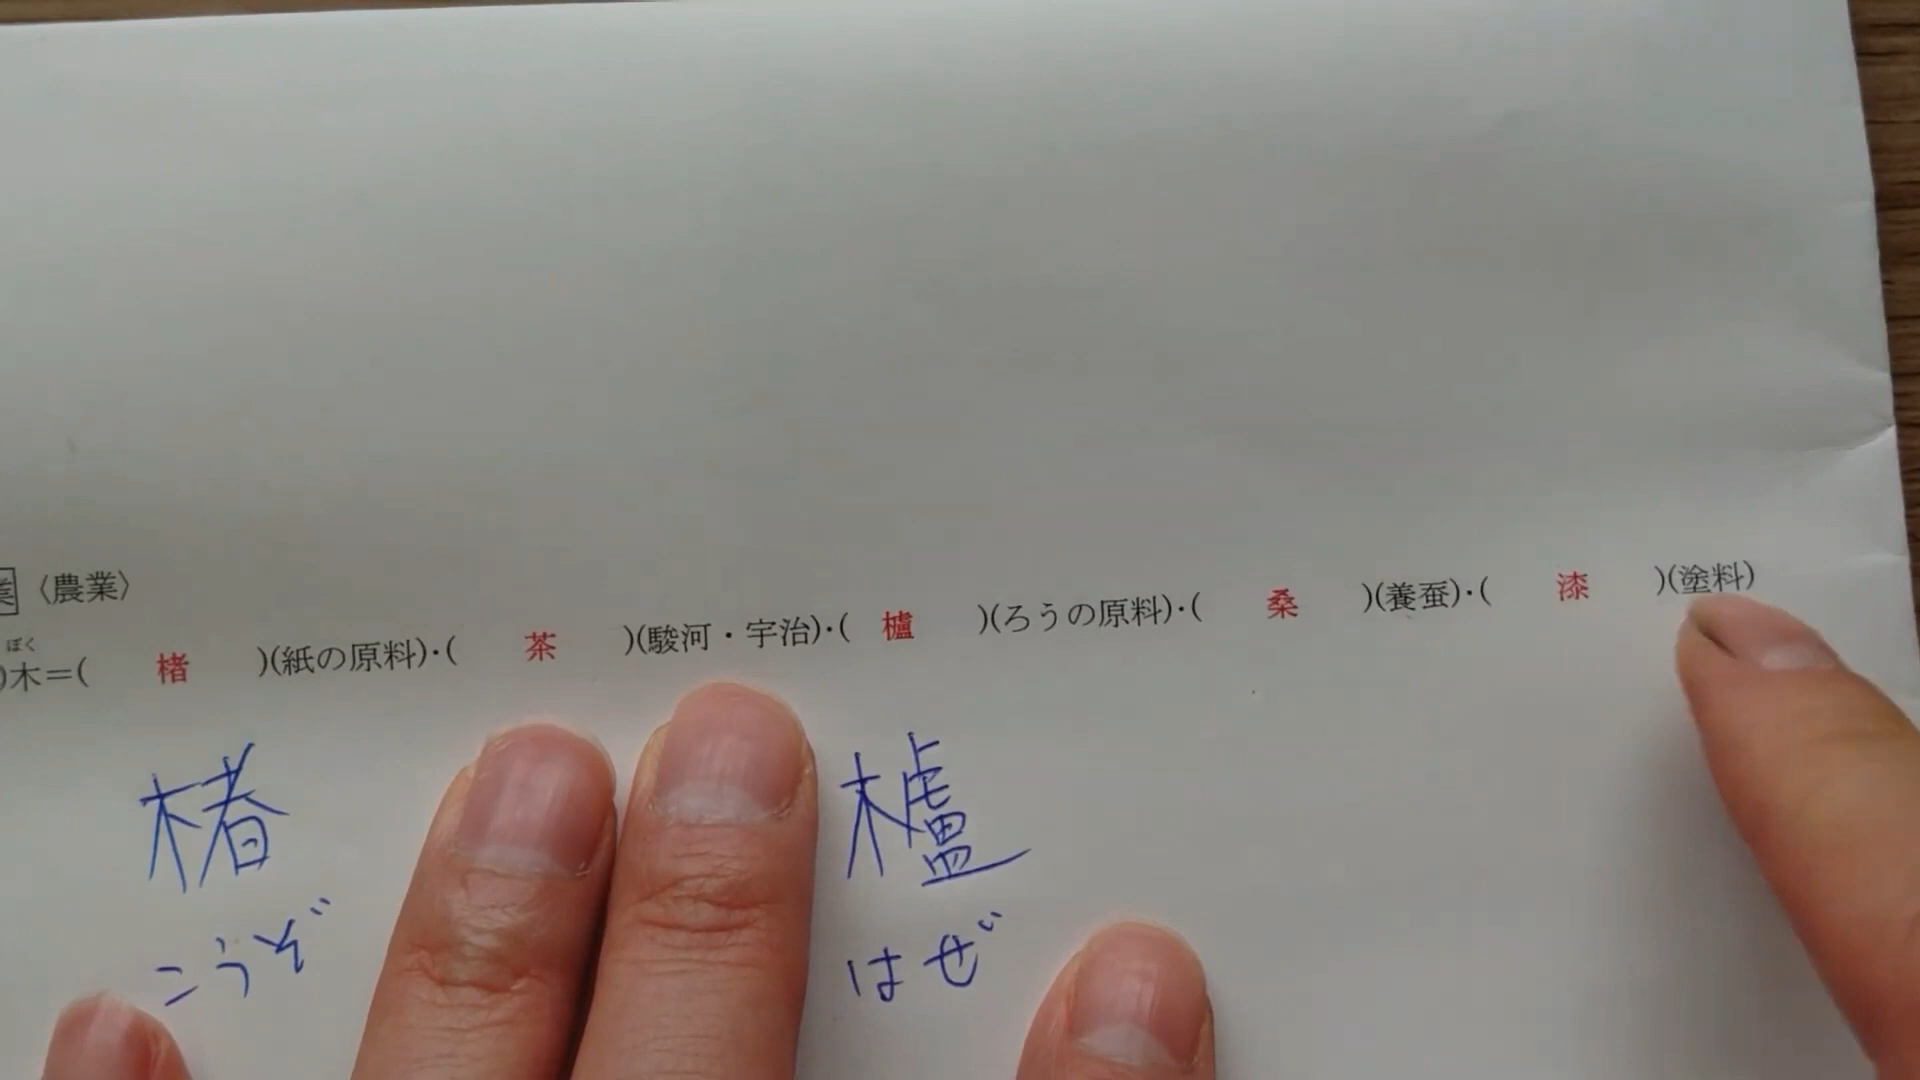 業 〈農業〉
ぼく
)木=( 楮 )(紙の原料)・( 茶 )(駿河・宇治)・( 櫨 )(ろうの原料)・( 桑 )(養蚕)・( 漆 )(塗料)
楮 櫨
こうぞ はぜ